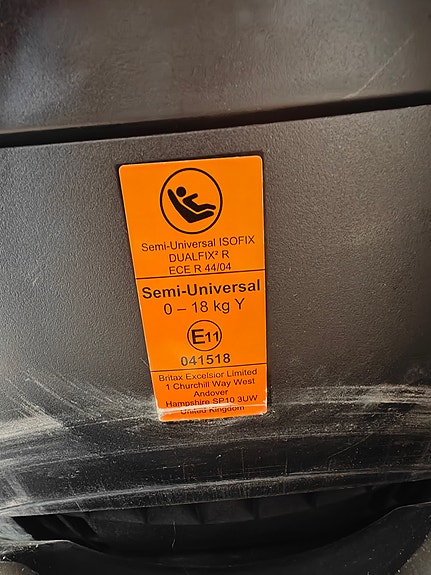 Semi-Universal ISOFIX
DUALFIX² R
ECE R 44/04
Semi-Universal
0 – 18 kg Y
E11
041518
Britax Excelsior Limited
1 Churchill Way West
Andover
Hampshire SP10 3UW
United Kingdom